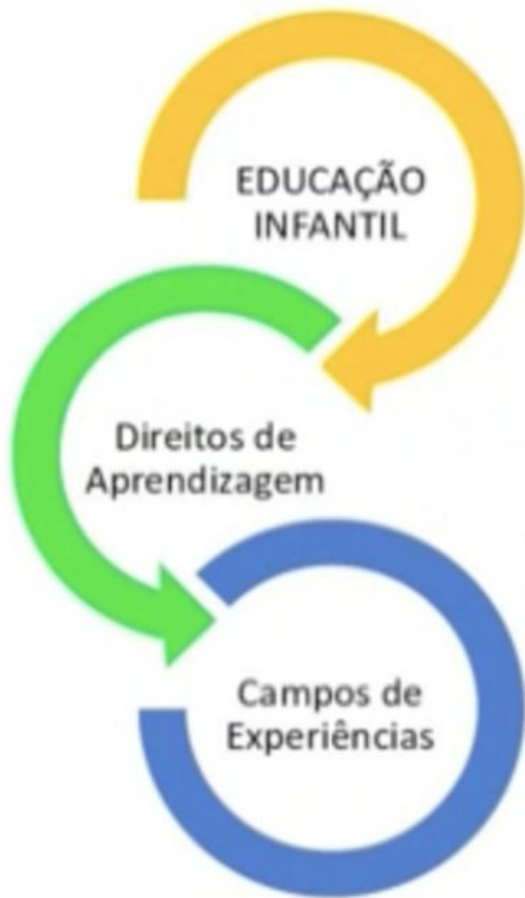 EDUCAÇÃO
INFANTIL
Direitos de
Aprendizagem
Campos de
Experiências